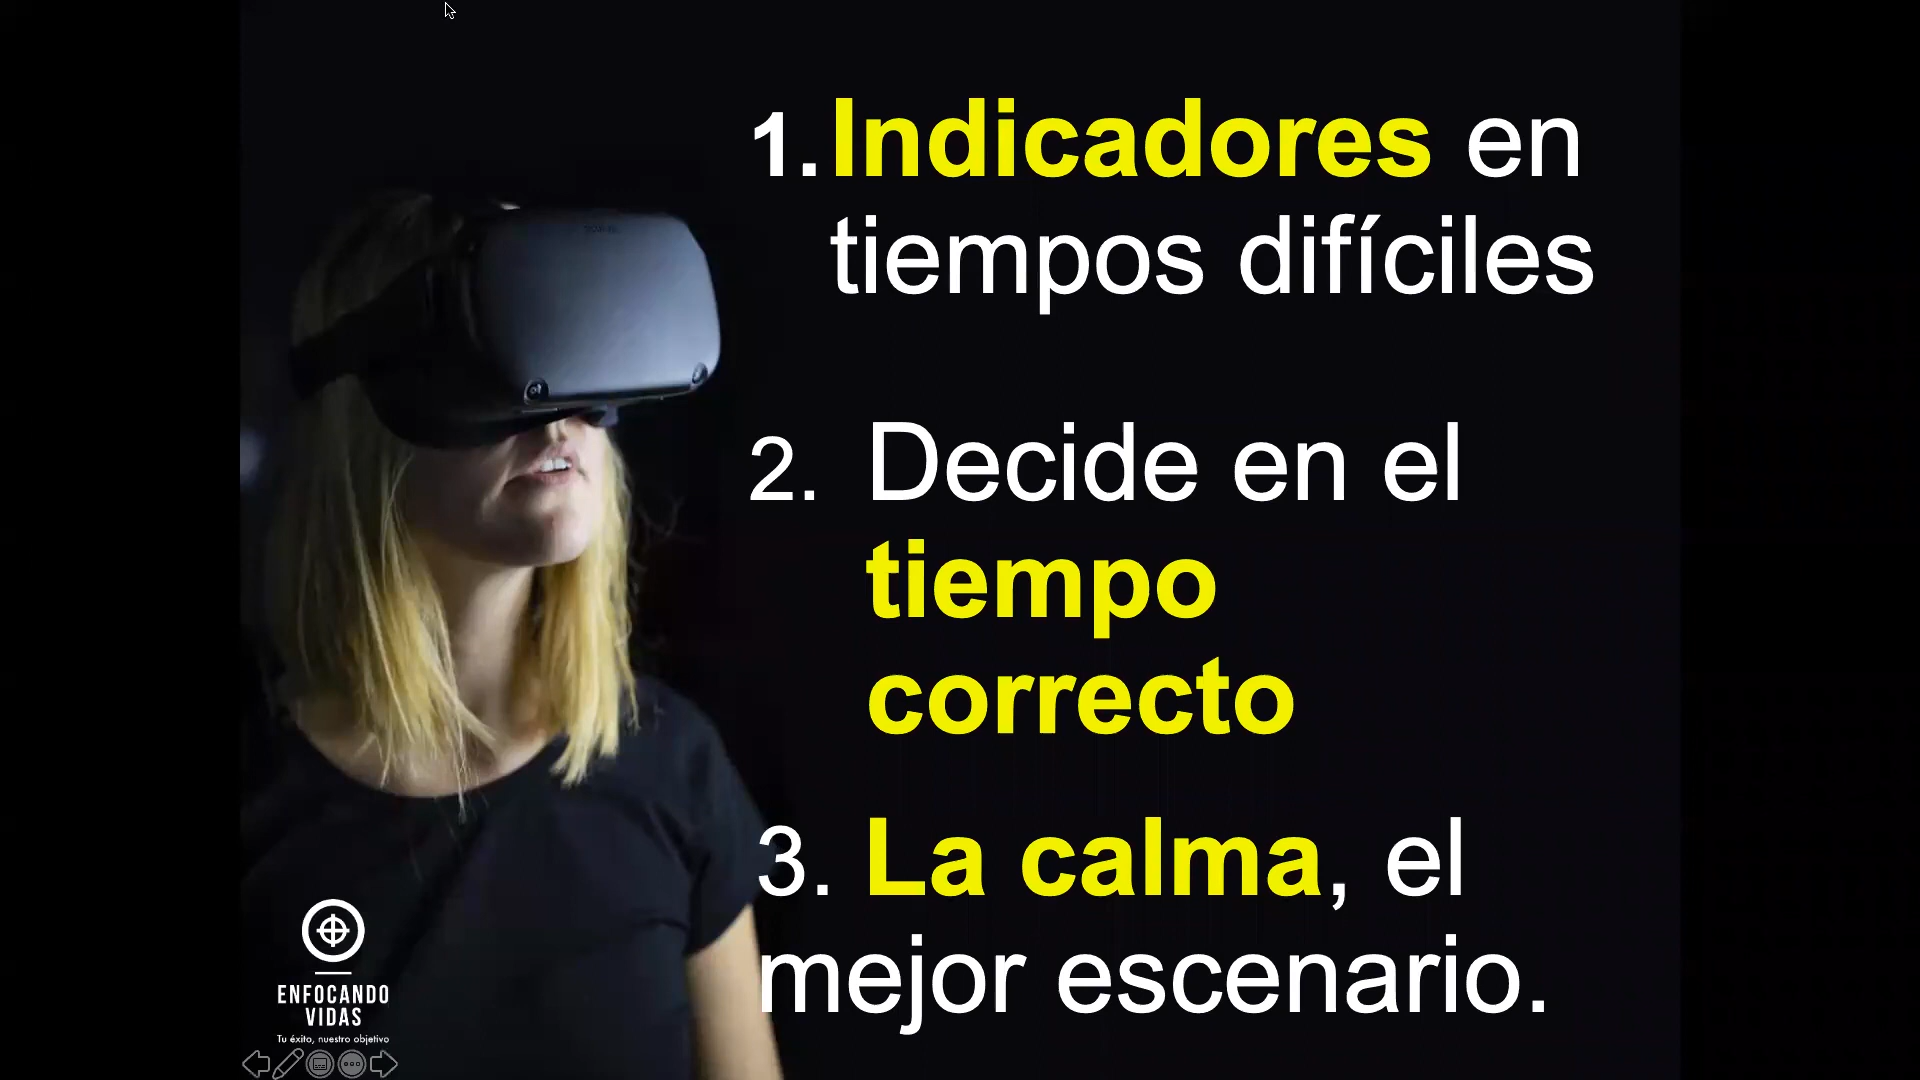 1. Indicadores en
tiempos difíciles
2. Decide en el
tiempo
correcto
3. La calma, el
mejor escenario.
ENFOCANDO
VIDAS
Tu éxito, nuestro objetivo